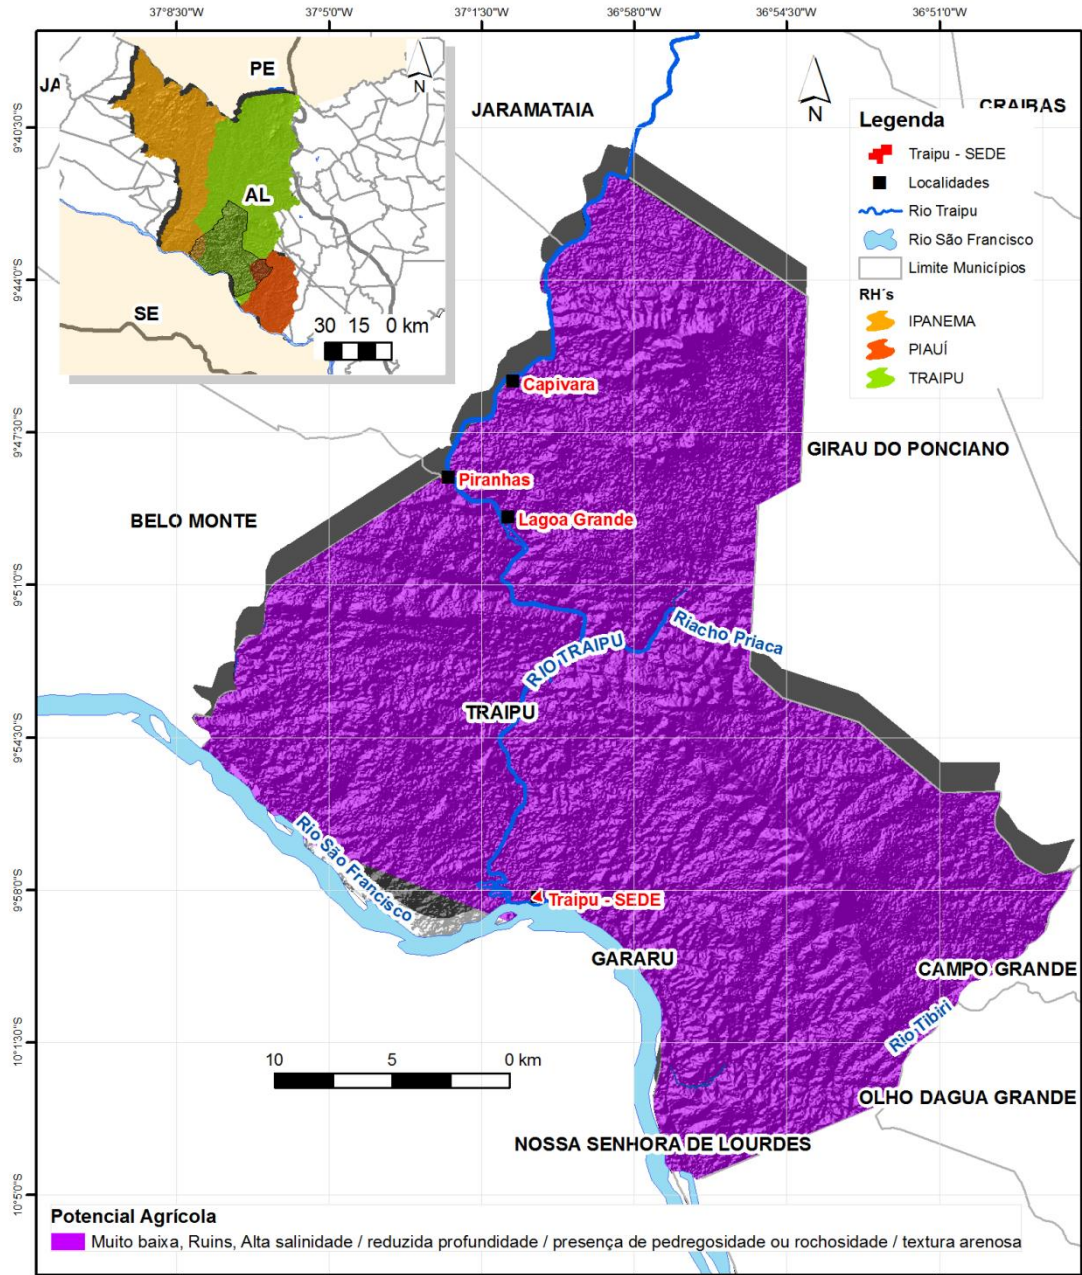 37°8'30"W
37°5'0"W
37°1'30"W
36°58'0"W
36°54'30"W
36°51'0"W
9°40'30"S
9°44'0"S
9°47'30"S
9°51'0"S
9°54'30"S
9°58'0"S
10°1'30"S
10°5'0"S
JA
PE
N
AL
SE
30 15 0 km
JARAMATAIA
N
CRAIBAS
Legenda
Traipu - SEDE
Localidades
Rio Traipu
Rio São Francisco
Limite Municípios
RH´s
IPANEMA
PIAUÍ
TRAIPU
Capivara
GIRAU DO PONCIANO
Piranhas
BELO MONTE
Lagoa Grande
Riacho Priaca
RIO TRAIPU
TRAIPU
Rio São Francisco
Traipu - SEDE
GARARU
CAMPO GRANDE
Rio Tibiri
10 5 0 km
OLHO DAGUA GRANDE
NOSSA SENHORA DE LOURDES
Potencial Agrícola
Muito baixa, Ruins, Alta salinidade / reduzida profundidade / presença de pedregosidade ou rochosidade / textura arenosa